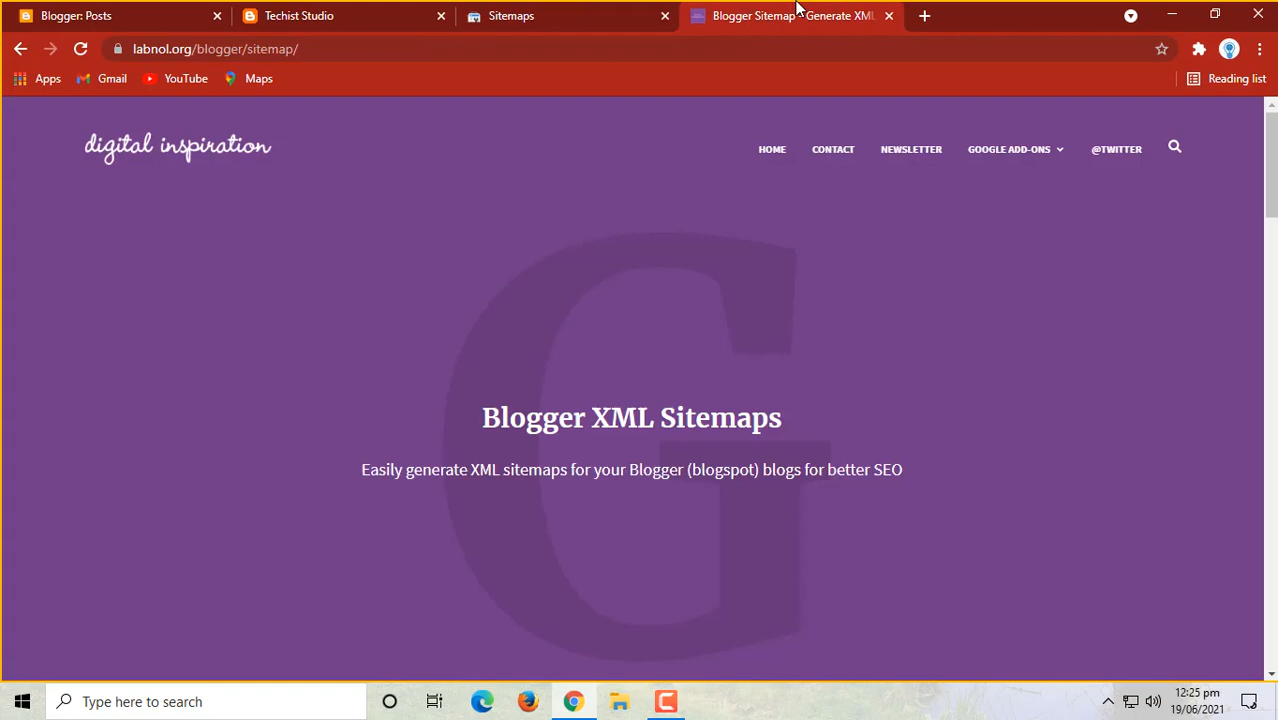 Blogger: Posts
Techist Studio
Sitemaps
Blogger Sitemap - Generate XML
labnol.org/blogger/sitemap/
Apps
Gmail
YouTube
Maps
Reading list
digital inspiration
HOME
CONTACT
NEWSLETTER
GOOGLE ADD-ONS
@TWITTER
G
Blogger XML Sitemaps
Easily generate XML sitemaps for your Blogger (blogspot) blogs for better SEO
Type here to search
12:25 pm
19/06/2021